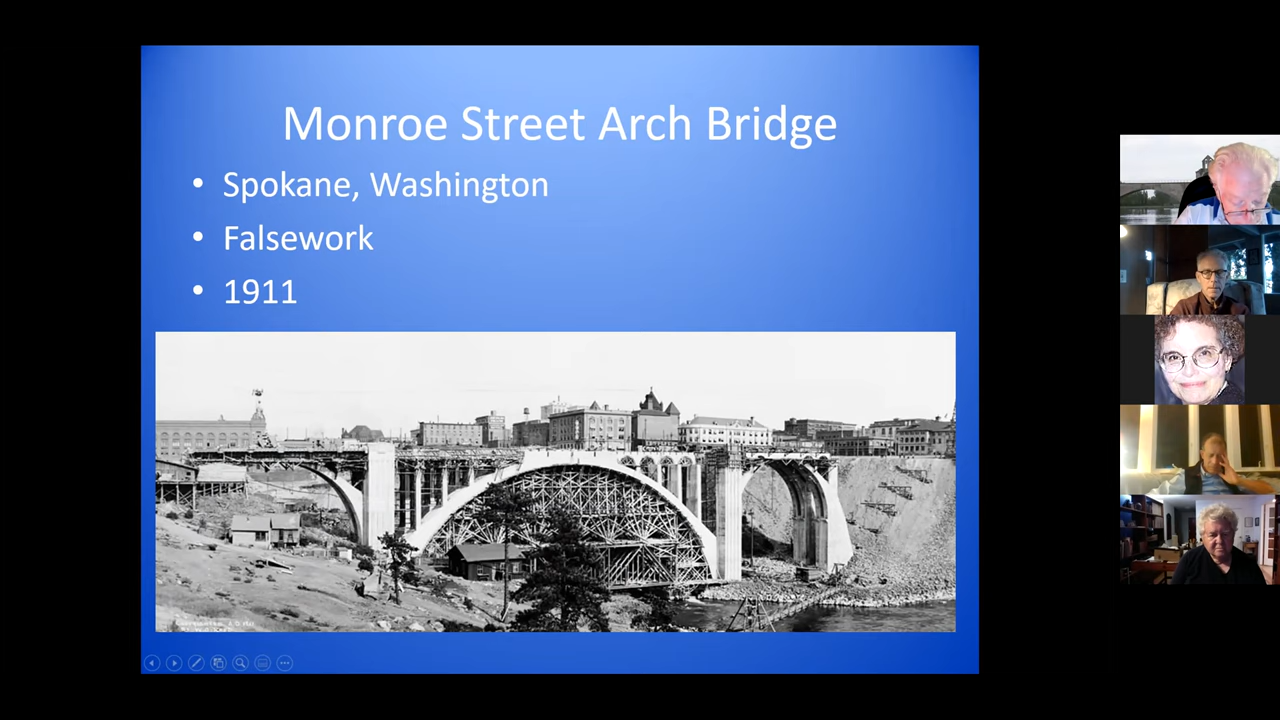 Monroe Street Arch Bridge
• Spokane, Washington
• Falsework
• 1911